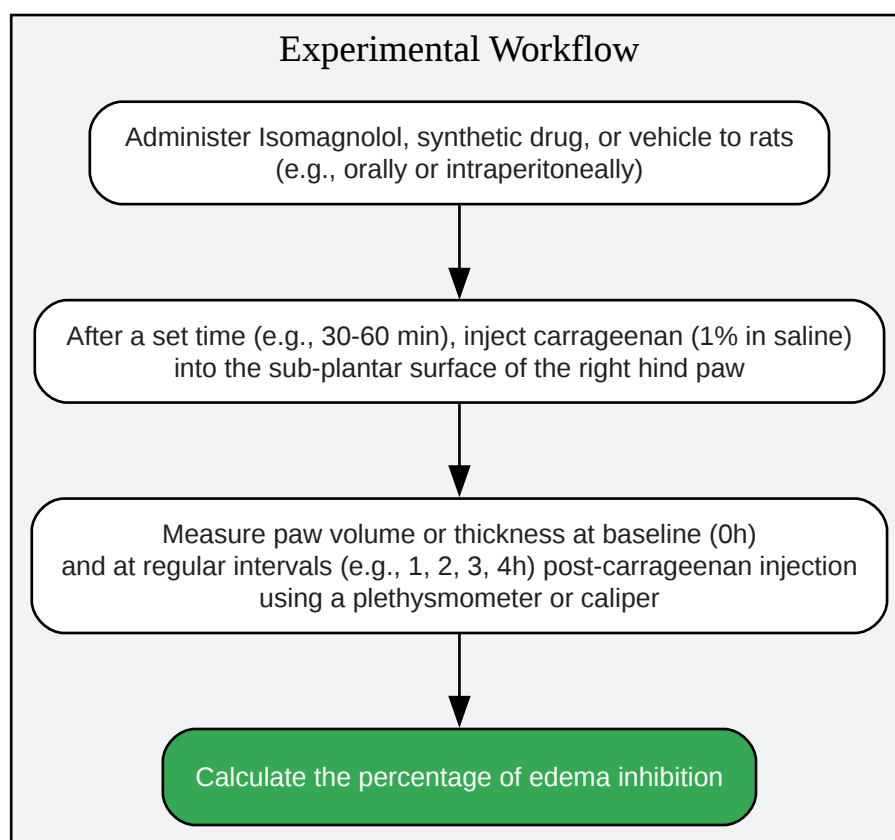 Experimental Workflow
Administer Isomagnolol, synthetic drug, or vehicle to rats
(e.g., orally or intraperitoneally)
After a set time (e.g., 30-60 min), inject carrageenan (1% in saline)
into the sub-plantar surface of the right hind paw
Measure paw volume or thickness at baseline (0h)
and at regular intervals (e.g., 1, 2, 3, 4h) post-carrageenan injection
using a plethysmometer or caliper
Calculate the percentage of edema inhibition